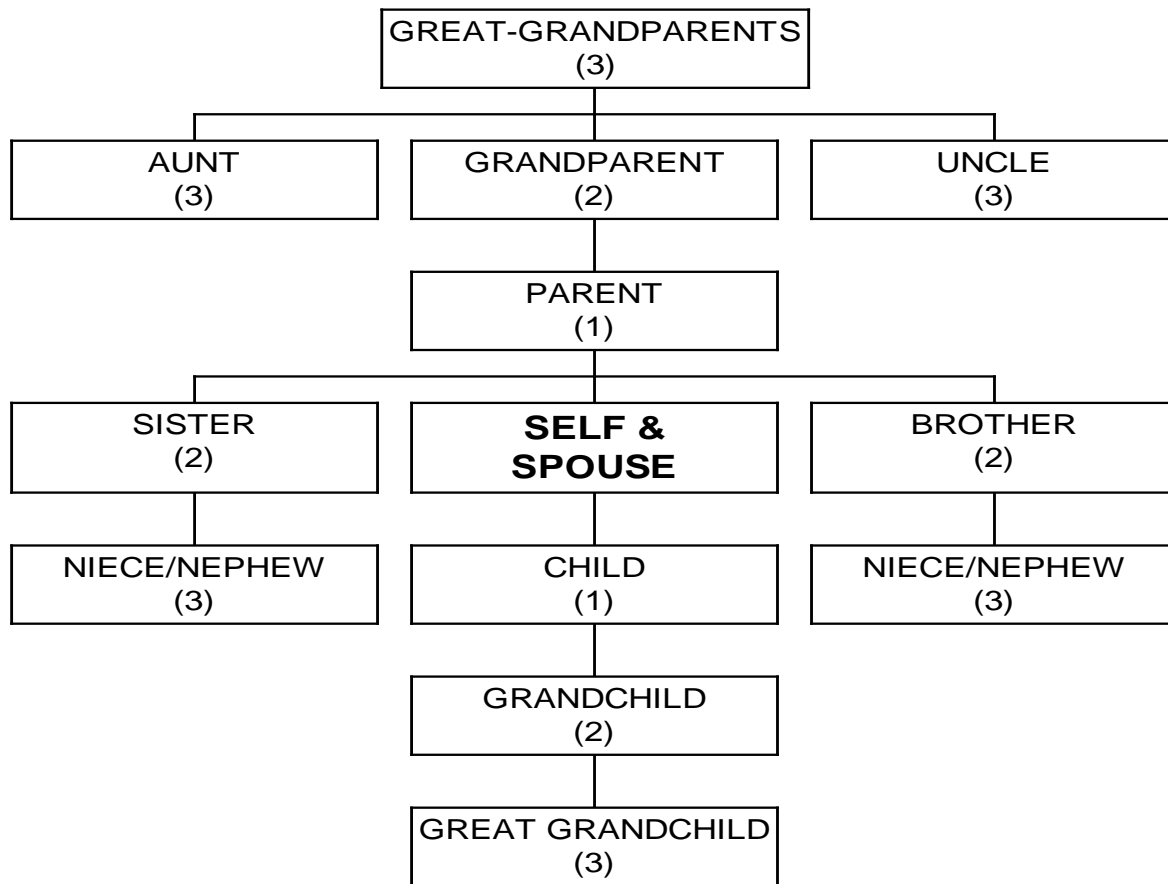 GREAT-GRANDPARENTS
(3)
AUNT
(3)
GRANDPARENT
(2)
UNCLE
(3)
PARENT
(1)
SISTER
(2)
SELF &
SPOUSE
BROTHER
(2)
NIECE/NEPHEW
(3)
CHILD
(1)
NIECE/NEPHEW
(3)
GRANDCHILD
(2)
GREAT GRANDCHILD
(3)